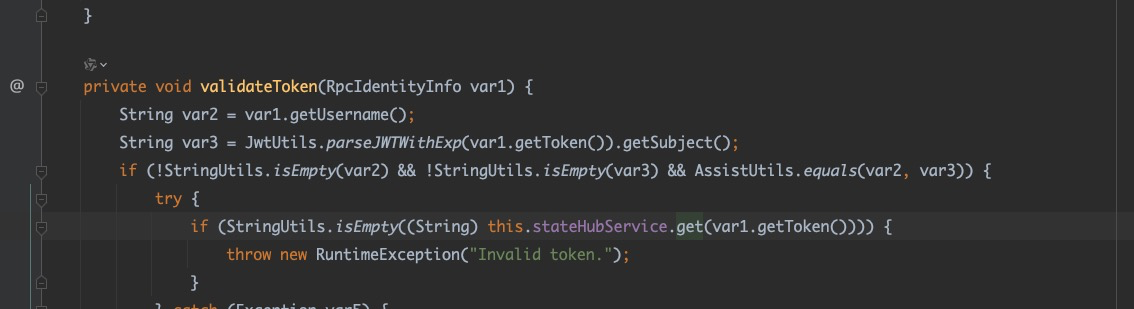 }
@ private void validateToken(RpcIdentityInfo var1) {
String var2 = var1.getUsername();
String var3 = JwtUtils.parseJWTWithExp(var1.getToken()).getSubject();
if (!StringUtils.isEmpty(var2) && !StringUtils.isEmpty(var3) && AssistUtils.equals(var2, var3)) {
try {
if (StringUtils.isEmpty((String) this.stateHubService.get(var1.getToken()))) {
throw new RuntimeException("Invalid token.");
}
} catch (Exception var5) {